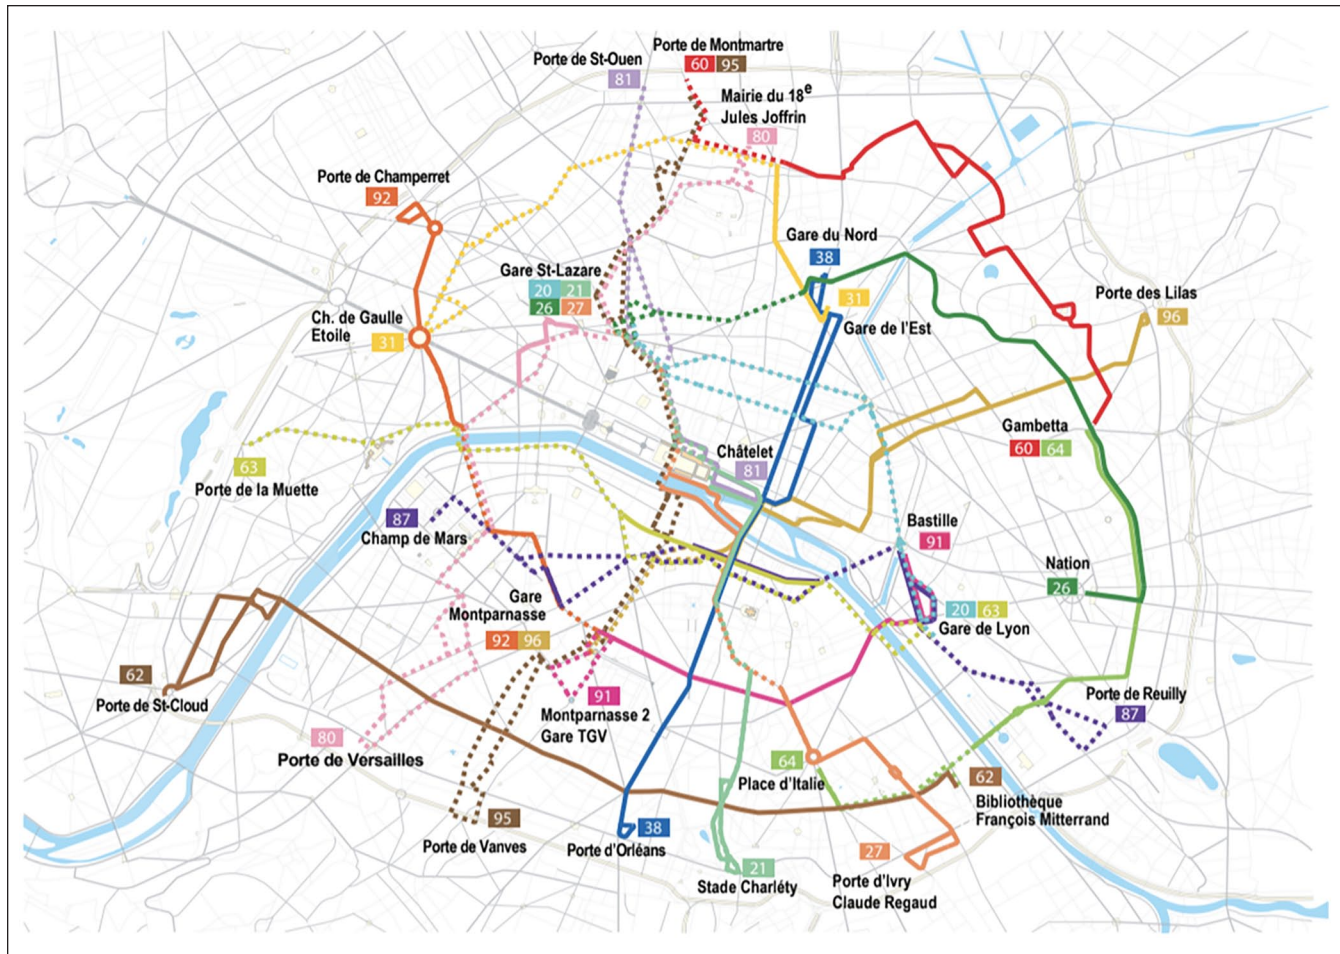 Porte de St-Ouen
81
Porte de Montmartre
60 95
Mairie du 18e
Jules Joffrin
80
Porte de Champerret
92
Gare du Nord
38
Gare St-Lazare
20 21
26 27
31
Gare de l'Est
Porte des Lilas
96
Ch. de Gaulle
Etoile
31
Gambetta
60 64
Châtelet
81
63
Porte de la Muette
87
Champ de Mars
Bastille
91
Nation
26
Gare
Montparnasse
92 96
20 63
Gare de Lyon
62
Porte de St-Cloud
91
Montparnasse 2
Gare TGV
Porte de Reuilly
87
80
Porte de Versailles
64
Place d'Italie
62
Bibliothèque
François Mitterrand
95
Porte de Vanves
38
Porte d'Orléans
21
Stade Charléty
27
Porte d'Ivry
Claude Regaud